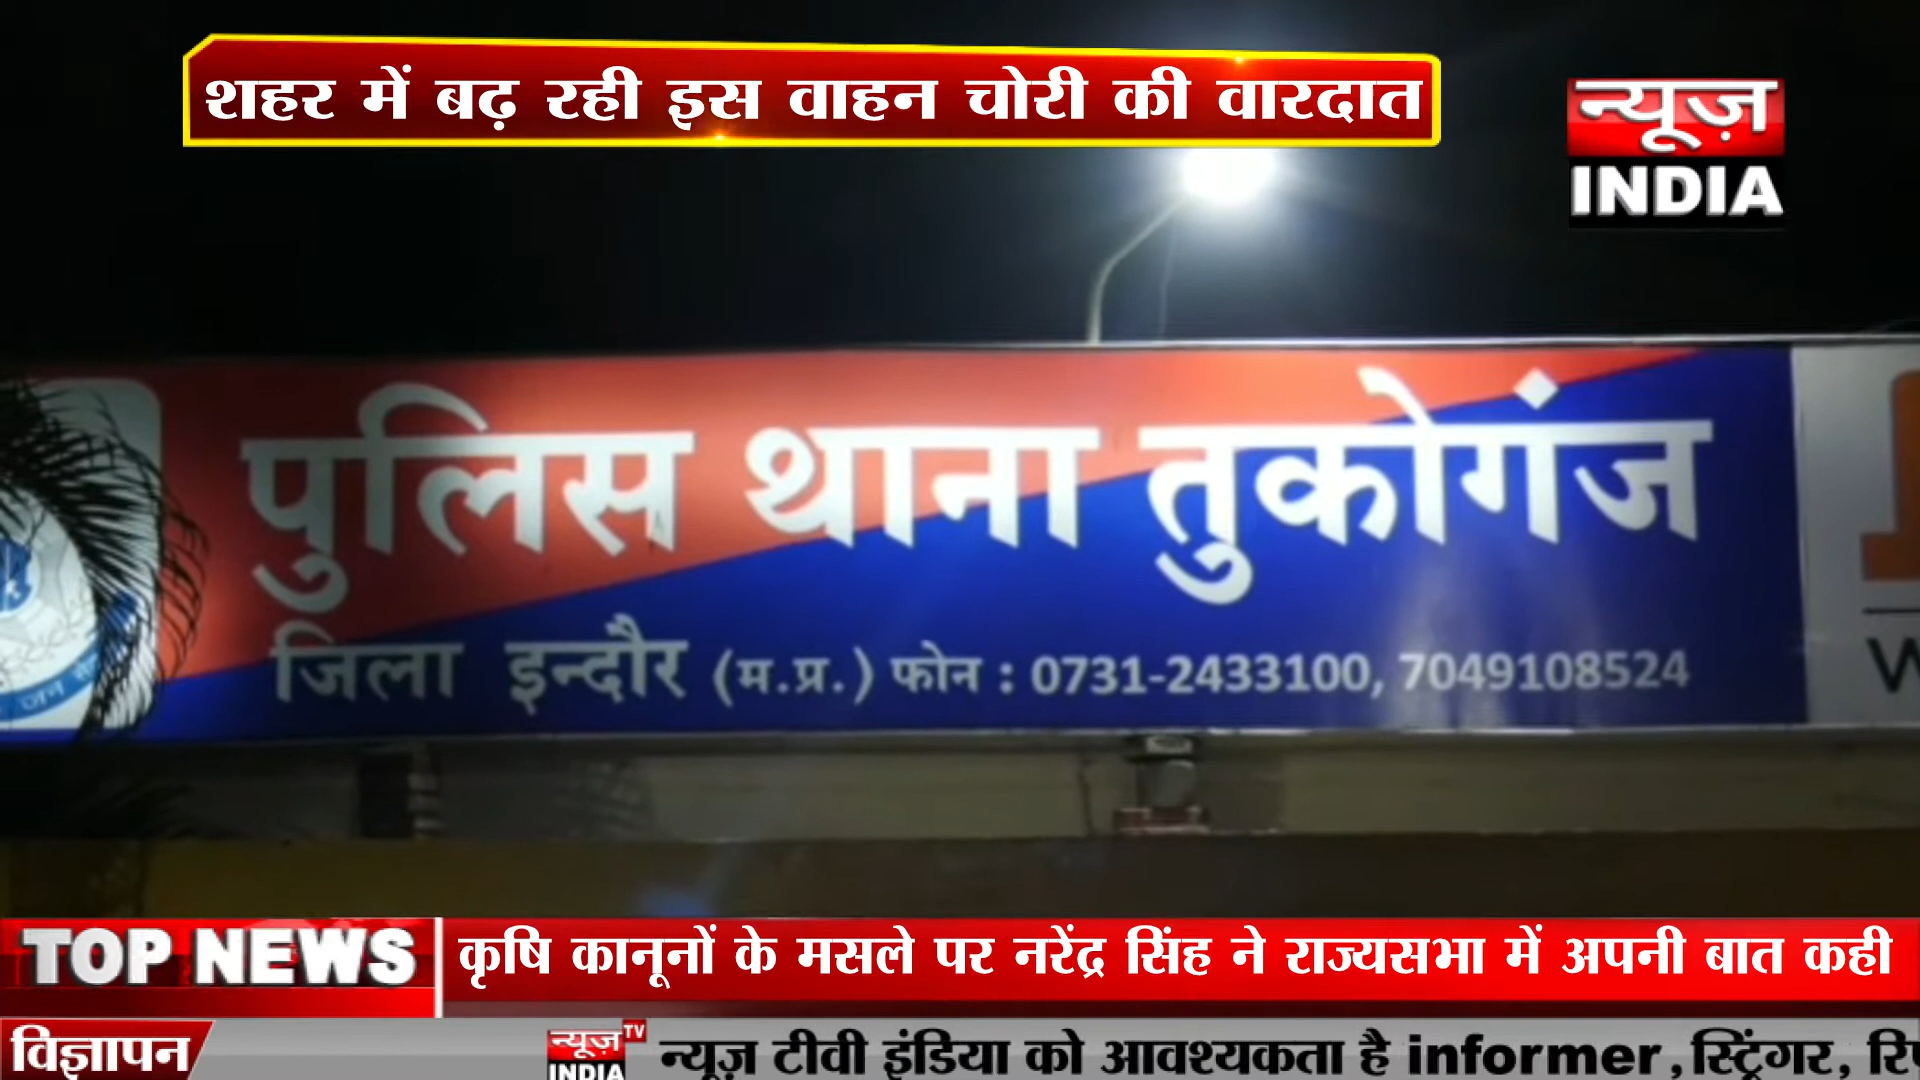 शहर में बढ़ रही इस वाहन चोरी की वारदात
न्यूज़
INDIA
पुलिस थाना तुकोगंज
जिला इन्दौर (म.प्र.) फोन : 0731-2433100, 7049108524
W
TOP NEWS
कृषि कानूनों के मसले पर नरेंद्र सिंह ने राज्यसभा में अपनी बात कही
विज्ञापन
न्यूज़ TV
INDIA
न्यूज़ टीवी इंडिया को आवश्यकता है informer, स्ट्रिंगर,